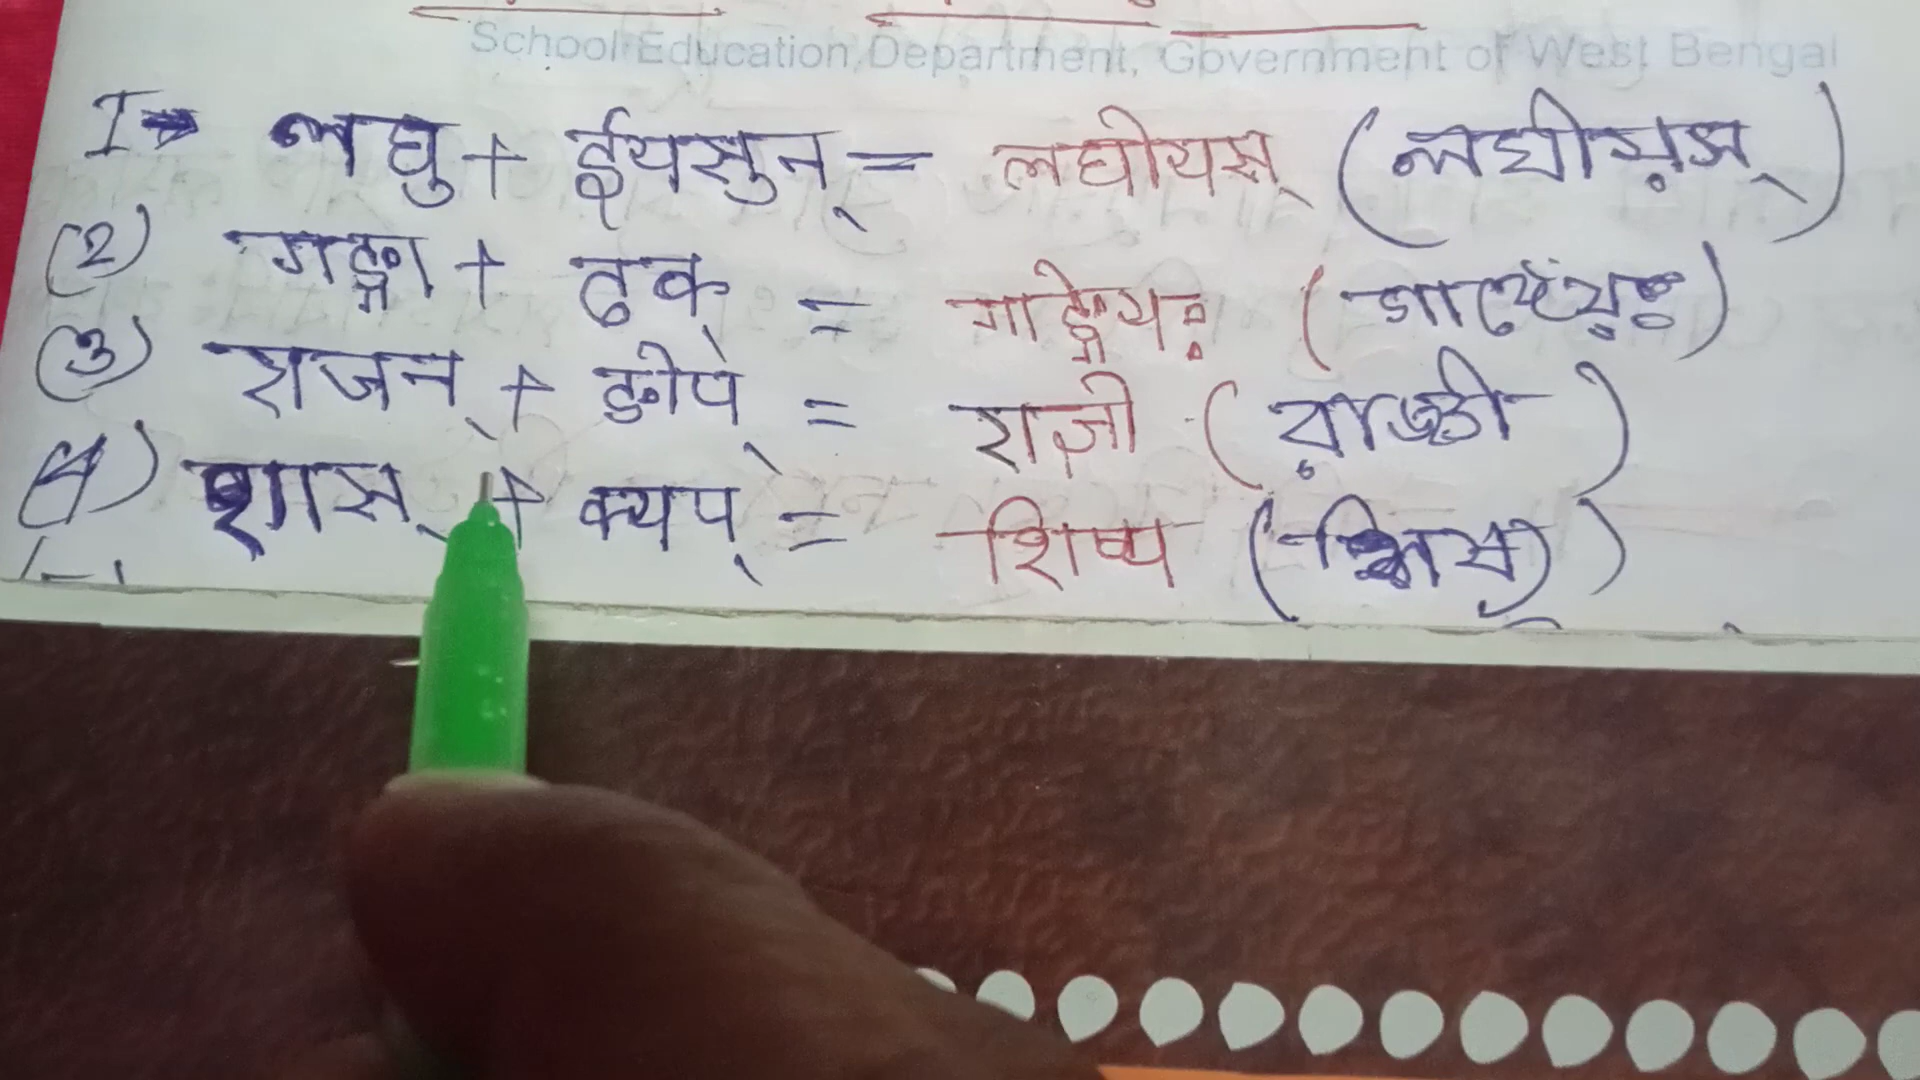 School Education Department, Government of West Bengal
I → लघु + ईयसुन् = लघीयस् (লঘীয়স্)
(2) गङ्गा + ढक् = गाङ्गेयः (গাঙ্গেয়ঃ)
(3) राजन् + ङीप् = राज्ञी (রাজ্ঞী)
(4) शास् + क्यप् = शिष्य